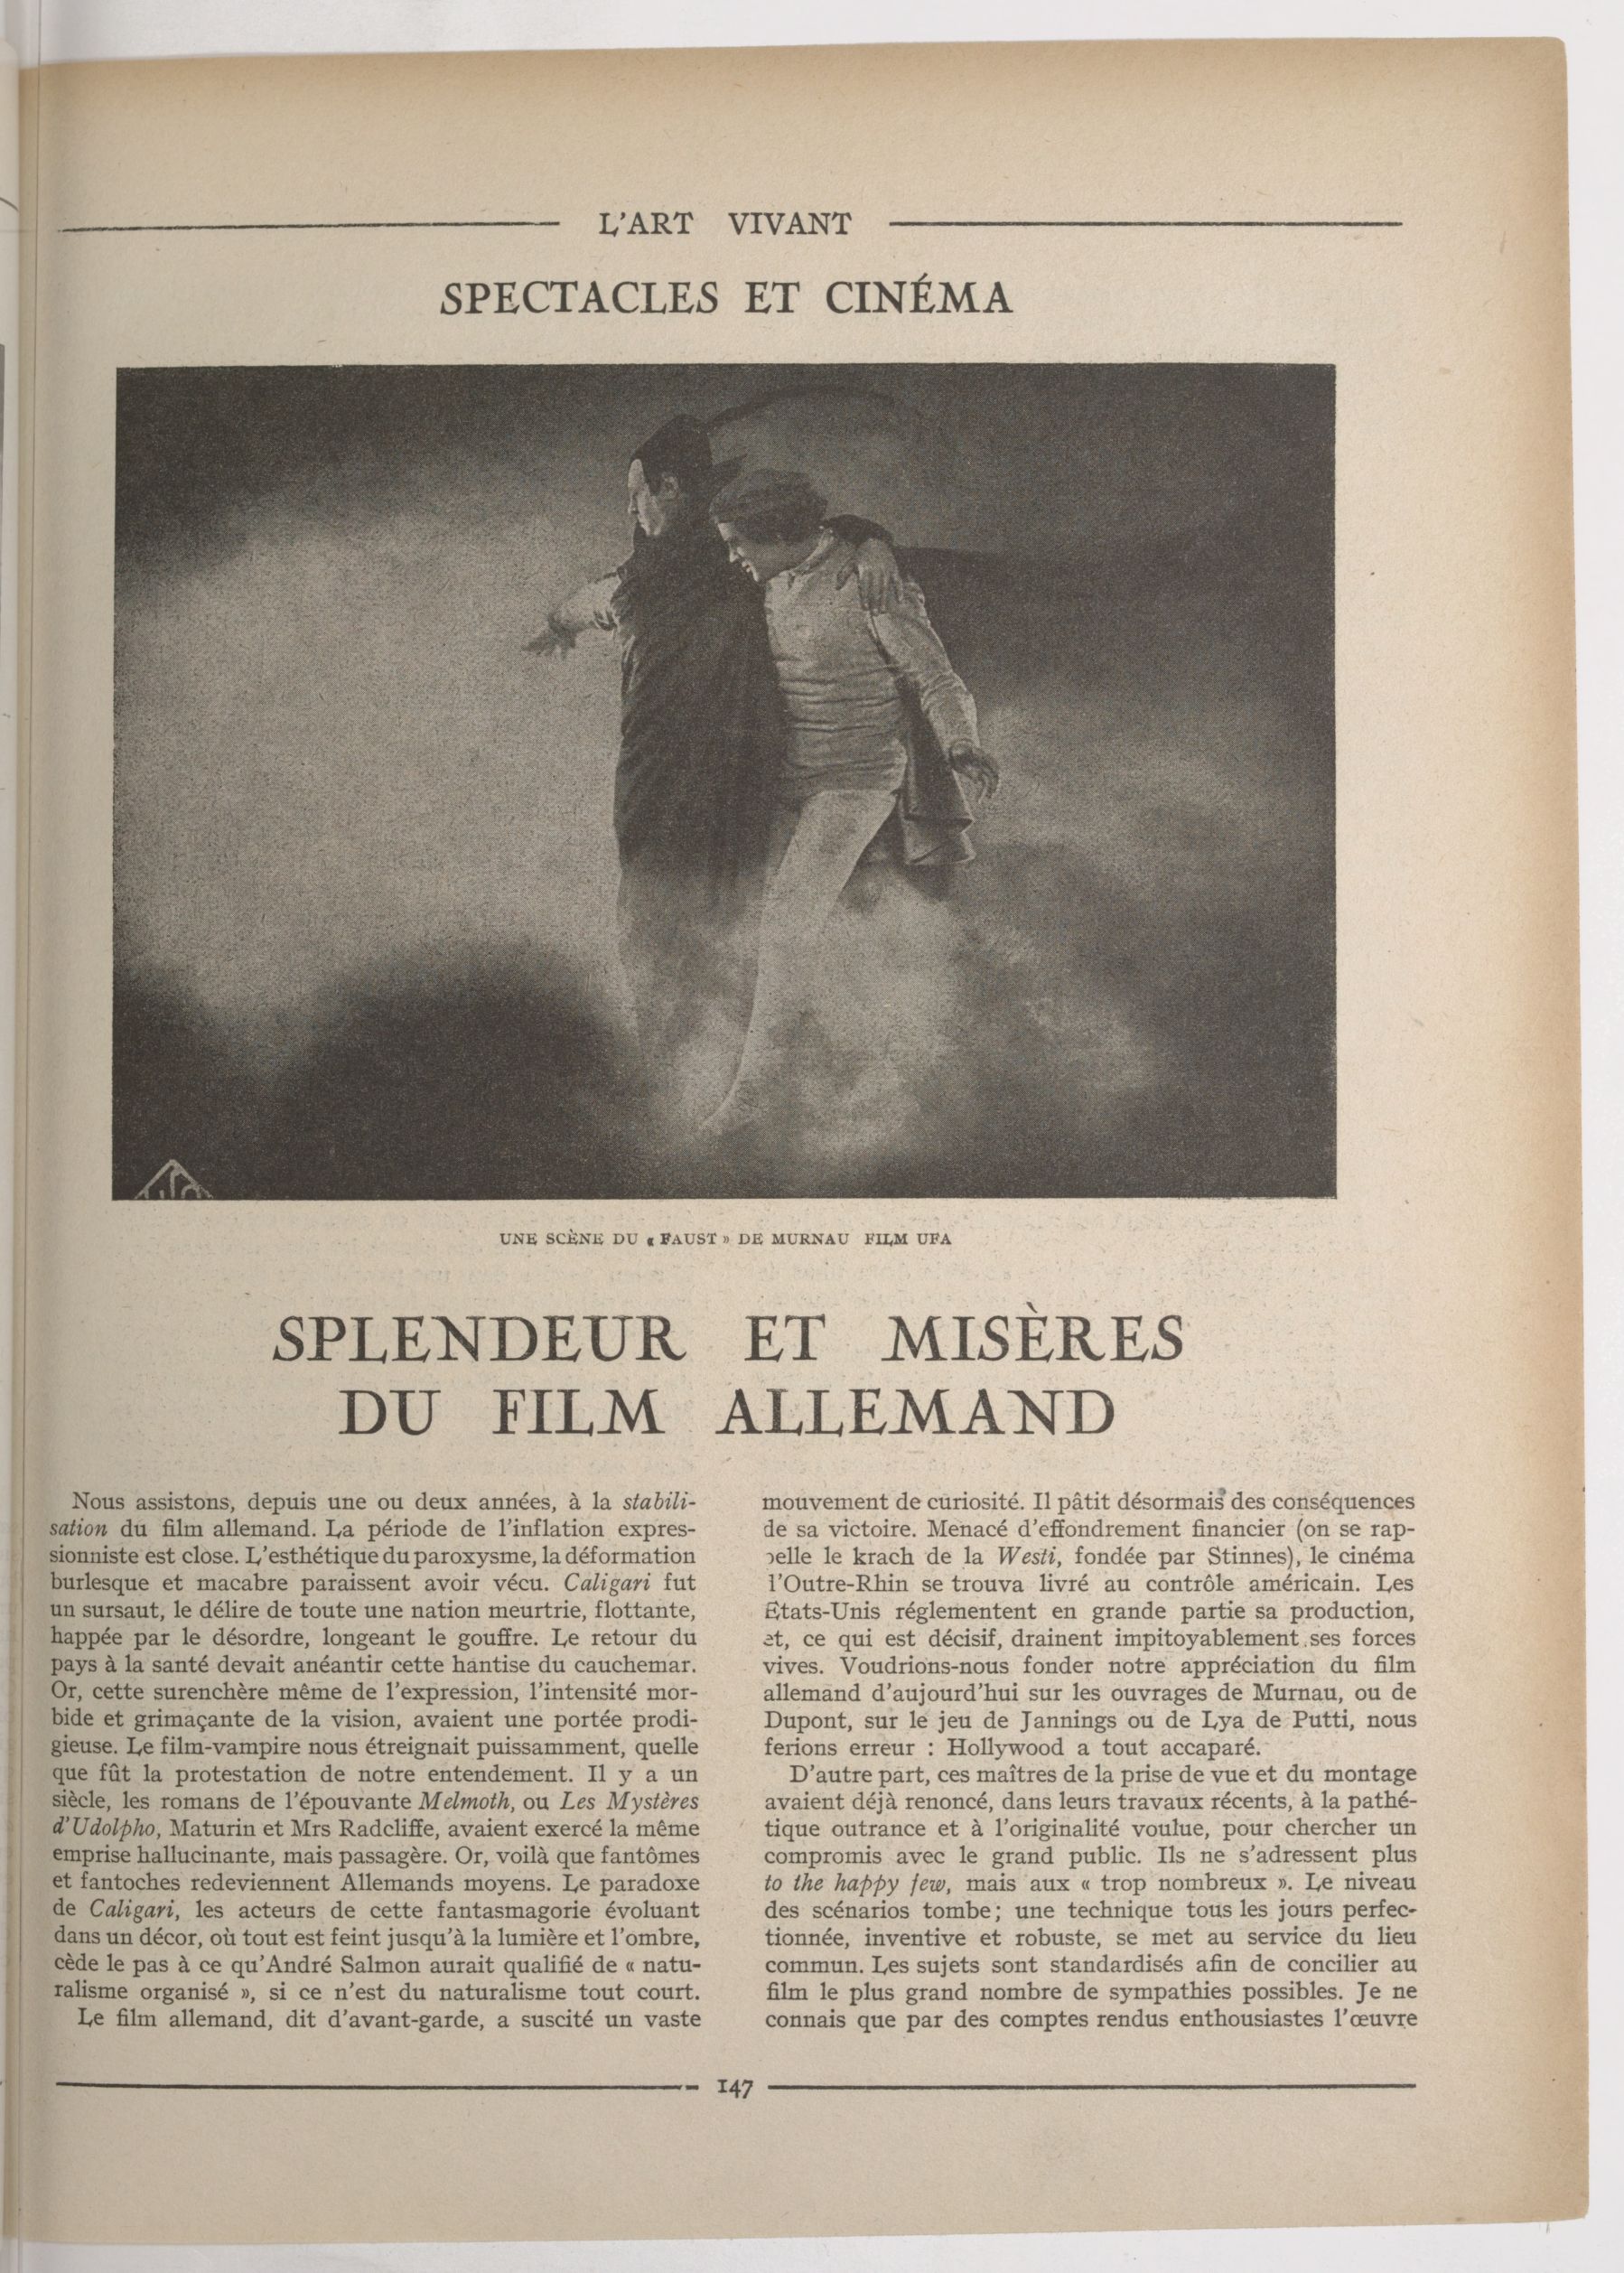 L'ART VIVANT
SPECTACLES ET CINÉMA
UFA
UNE SCÈNE DU « FAUST » DE MURNAU FILM UFA
SPLENDEUR ET MISÈRES
DU FILM ALLEMAND
Nous assistons, depuis une ou deux années, à la stabili-
sation du film allemand. La période de l'inflation expres-
sionniste est close. L'esthétique du paroxysme, la déformation
burlesque et macabre paraissent avoir vécu. Caligari fut
un sursaut, le délire de toute une nation meurtrie, flottante,
happée par le désordre, longeant le gouffre. Le retour du
pays à la santé devait anéantir cette hantise du cauchemar.
Or, cette surenchère même de l'expression, l'intensité mor-
bide et grimaçante de la vision, avaient une portée prodi-
gieuse. Le film-vampire nous étreignait puissamment, quelle
que fût la protestation de notre entendement. Il y a un
siècle, les romans de l'épouvante Melmoth, ou Les Mystères
d'Udolpho, Maturin et Mrs Radcliffe, avaient exercé la même
emprise hallucinante, mais passagère. Or, voilà que fantômes
et fantoches redeviennent Allemands moyens. Le paradoxe
de Caligari, les acteurs de cette fantasmagorie évoluant
dans un décor, où tout est feint jusqu'à la lumière et l'ombre,
cède le pas à ce qu'André Salmon aurait qualifié de « natu-
ralisme organisé », si ce n'est du naturalisme tout court.
Le film allemand, dit d'avant-garde, a suscité un vaste
mouvement de curiosité. Il pâtit désormais des conséquences
de sa victoire. Menacé d'effondrement financier (on se rap-
pelle le krach de la Westi, fondée par Stinnes), le cinéma
l'Outre-Rhin se trouva livré au contrôle américain. Les
États-Unis réglementent en grande partie sa production,
et, ce qui est décisif, drainent impitoyablement ses forces
vives. Voudrions-nous fonder notre appréciation du film
allemand d'aujourd'hui sur les ouvrages de Murnau, ou de
Dupont, sur le jeu de Jannings ou de Lya de Putti, nous
ferions erreur : Hollywood a tout accaparé.
D'autre part, ces maîtres de la prise de vue et du montage
avaient déjà renoncé, dans leurs travaux récents, à la pathé-
tique outrance et à l'originalité voulue, pour chercher un
compromis avec le grand public. Ils ne s'adressent plus
to the happy few, mais aux « trop nombreux ». Le niveau
des scénarios tombe; une technique tous les jours perfec-
tionnée, inventive et robuste, se met au service du lieu
commun. Les sujets sont standardisés afin de concilier au
film le plus grand nombre de sympathies possibles. Je ne
connais que par des comptes rendus enthousiastes l'œuvre
147